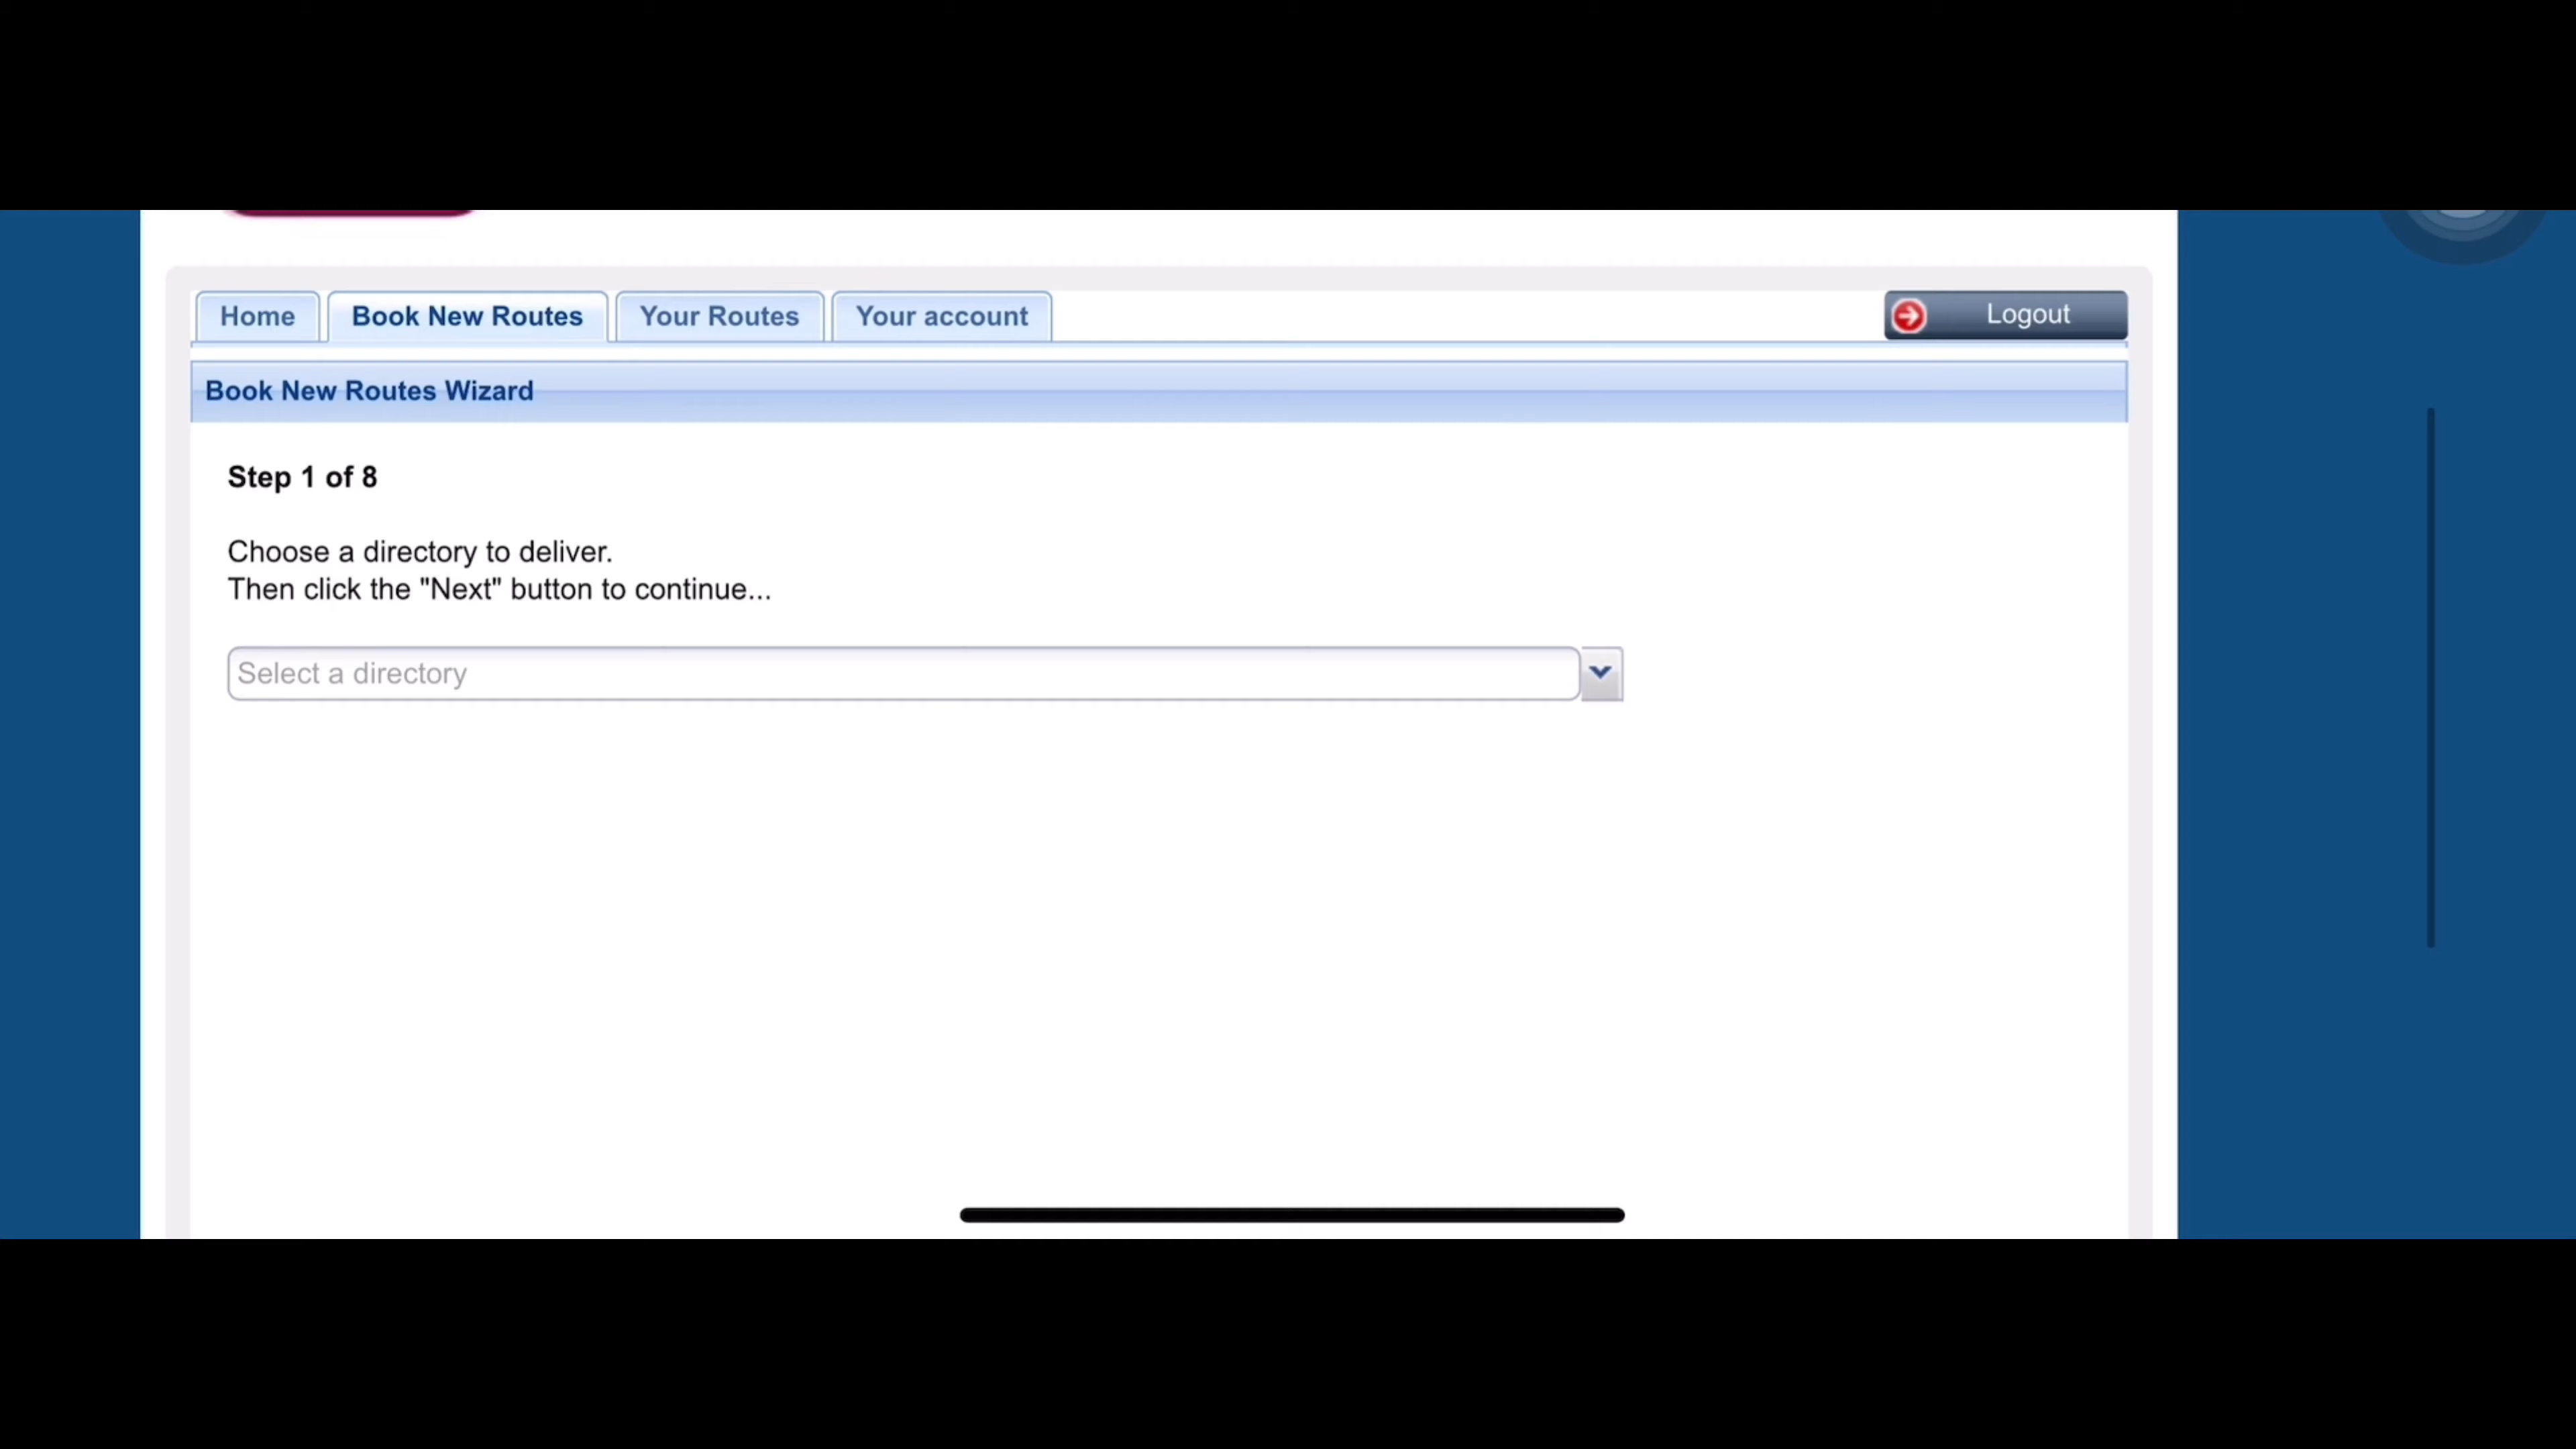 Home
Book New Routes
Your Routes
Your account
Logout
Book New Routes Wizard
Step 1 of 8
Choose a directory to deliver.
Then click the "Next" button to continue...
Select a directory